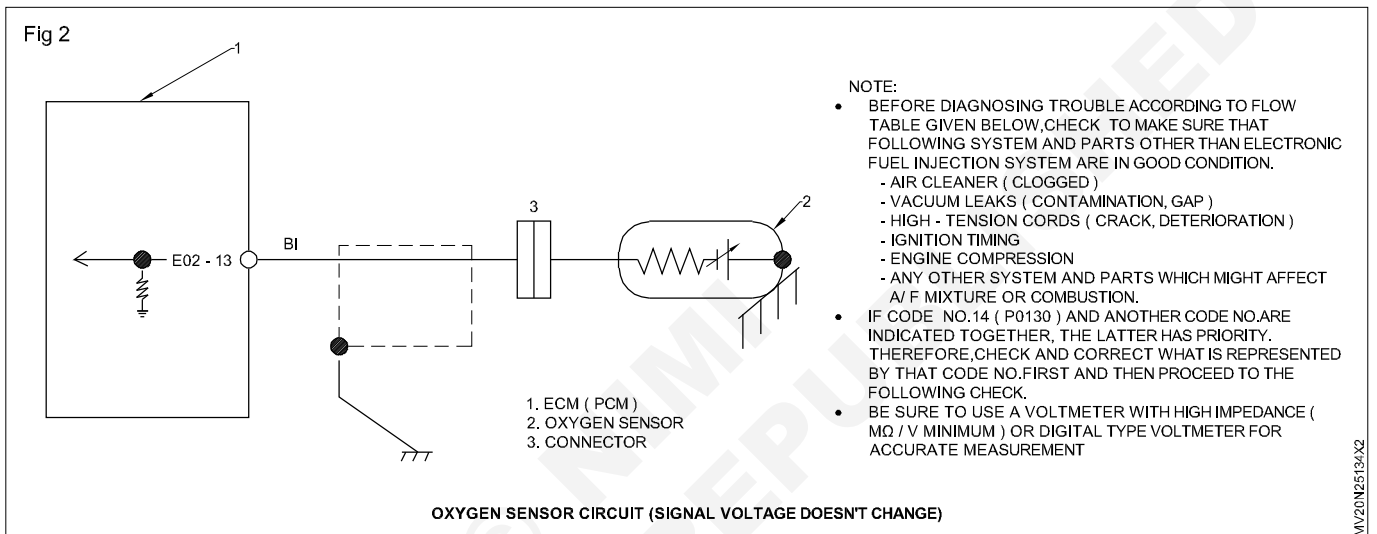 Fig 2
1
NOTE:
• BEFORE DIAGNOSING TROUBLE ACCORDING TO FLOW
TABLE GIVEN BELOW,CHECK TO MAKE SURE THAT
FOLLOWING SYSTEM AND PARTS OTHER THAN ELECTRONIC
FUEL INJECTION SYSTEM ARE IN GOOD CONDITION.
- AIR CLEANER ( CLOGGED )
- VACUUM LEAKS ( CONTAMINATION, GAP )
- HIGH - TENSION CORDS ( CRACK, DETERIORATION )
- IGNITION TIMING
- ENGINE COMPRESSION
- ANY OTHER SYSTEM AND PARTS WHICH MIGHT AFFECT
A/ F MIXTURE OR COMBUSTION.
• IF CODE NO.14 ( P0130 ) AND ANOTHER CODE NO.ARE
INDICATED TOGETHER, THE LATTER HAS PRIORITY.
THEREFORE,CHECK AND CORRECT WHAT IS REPRESENTED
BY THAT CODE NO.FIRST AND THEN PROCEED TO THE
FOLLOWING CHECK.
• BE SURE TO USE A VOLTMETER WITH HIGH IMPEDANCE (
MΩ / V MINIMUM ) OR DIGITAL TYPE VOLTMETER FOR
ACCURATE MEASUREMENT
2
3
E02 - 13
BI
1. ECM ( PCM )
2. OXYGEN SENSOR
3. CONNECTOR
OXYGEN SENSOR CIRCUIT (SIGNAL VOLTAGE DOESN'T CHANGE)
MV20N25134X2
© NIMI